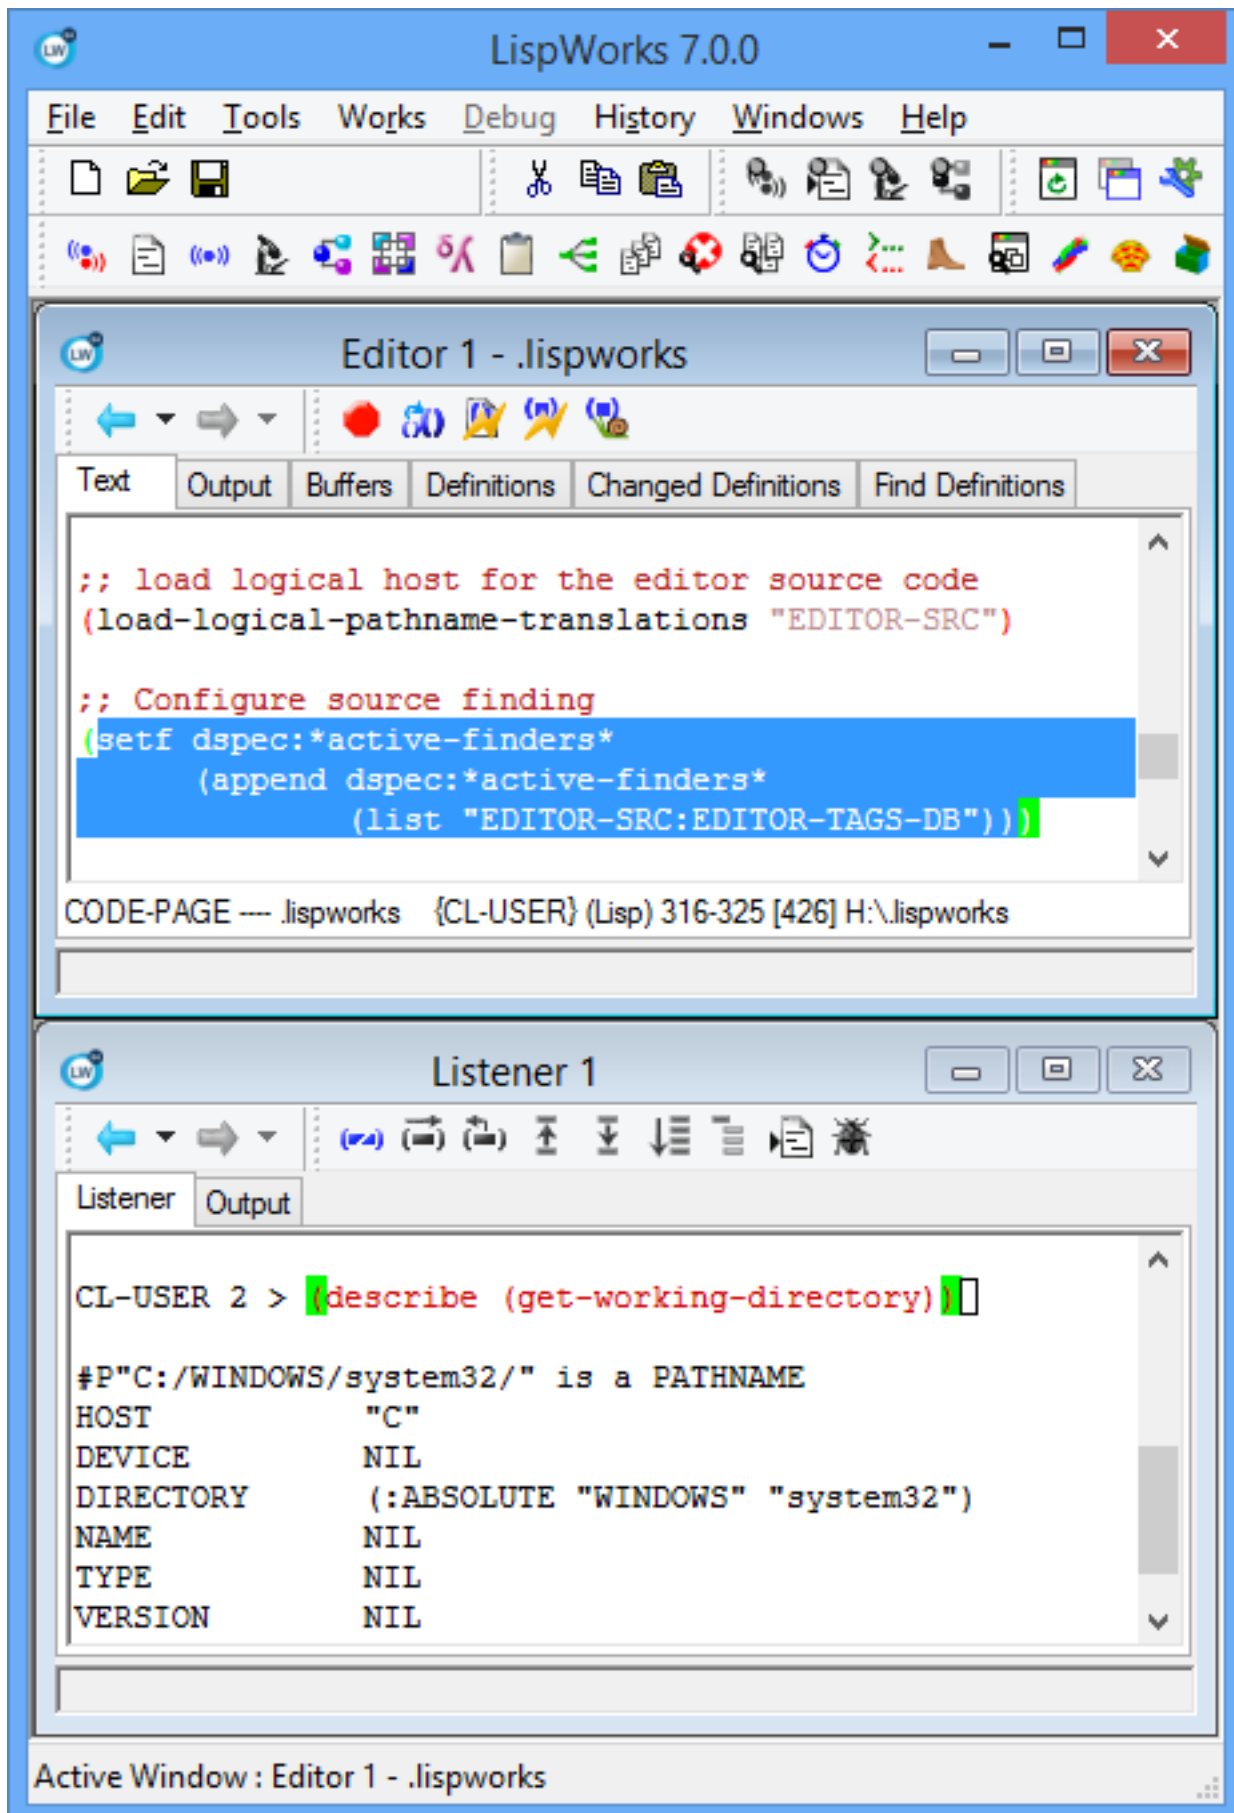 LispWorks 7.0.0
File Edit Tools Works Debug History Windows Help
Editor 1 - .lispworks
Text Output Buffers Definitions Changed Definitions Find Definitions
;; load logical host for the editor source code
(load-logical-pathname-translations "EDITOR-SRC")
;; Configure source finding
(setf dspec:*active-finders*
(append dspec:*active-finders*
(list "EDITOR-SRC:EDITOR-TAGS-DB")))
CODE-PAGE ---- .lispworks {CL-USER} (Lisp) 316-325 [426] H:\.lispworks
Listener 1
Listener Output
CL-USER 2 > (describe (get-working-directory))
#P"C:/WINDOWS/system32/" is a PATHNAME
HOST "C"
DEVICE NIL
DIRECTORY (:ABSOLUTE "WINDOWS" "system32")
NAME NIL
TYPE NIL
VERSION NIL
Active Window : Editor 1 - .lispworks